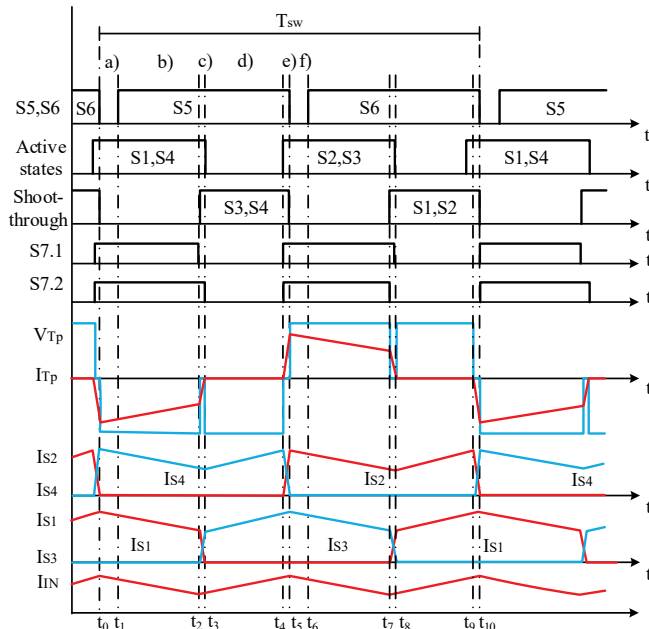 Tsw
a) b) c) d) e) f)
S5,S6 S6 S5 S6 S5
t
Active
states S1,S4 S2,S3 S1,S4
t
Shoot-
through S3,S4 S1,S2
t
S7.1
t
S7.2
t
VTp
ITp
t
IS2
IS4 IS4 IS2 IS4
t
IS1
IS3 IS1 IS3 IS1
t
IIN
t
t0 t1 t2 t3 t4 t5 t6 t7 t8 t9 t10